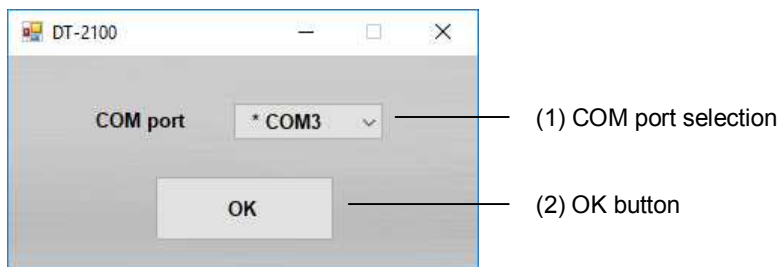 DT-2100
COM port
* COM3
(1) COM port selection
OK
(2) OK button